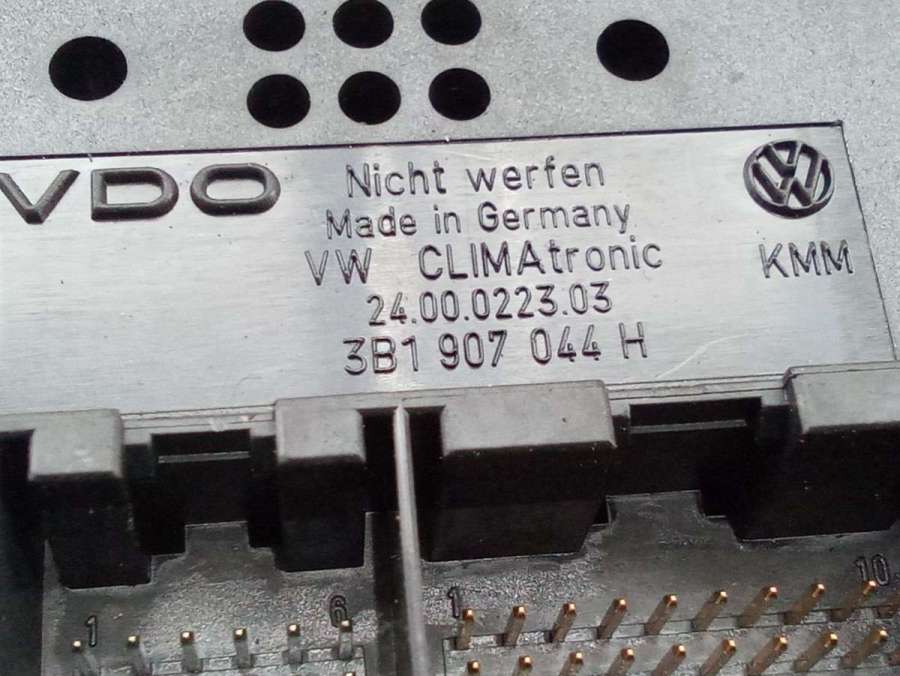 VDO
Nicht werfen
Made in Germany
VW CLIMAtronic
KMM
24.00.0223.03
3B1 907 044 H
1 6 1 10